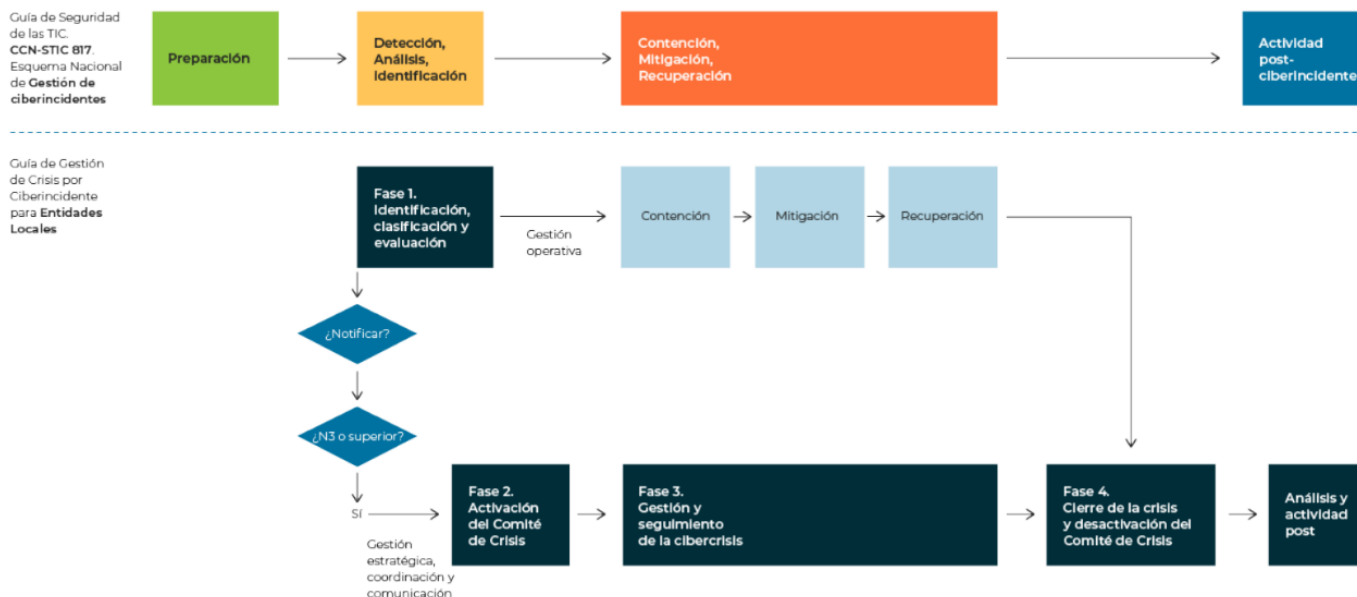 Guía de Seguridad
de las TIC.
CCN-STIC 817.
Esquema Nacional
de Gestión de
ciberincidentes
Preparación
Detección,
Análisis,
Identificación
Contención,
Mitigación,
Recuperación
Actividad
post-
ciberincidente
Guía de Gestión
de Crisis por
Ciberincidente
para Entidades
Locales
Fase 1.
Identificación,
clasificación y
evaluación
Gestión
operativa
Contención
Mitigación
Recuperación
¿Notificar?
¿N3 o superior?
Sí
Gestión
estratégica,
coordinación y
comunicación
Fase 2.
Activación
del Comité
de Crisis
Fase 3.
Gestión y
seguimiento
de la cibercrisis
Fase 4.
Cierre de la crisis
y desactivación del
Comité de Crisis
Análisis y
actividad
post